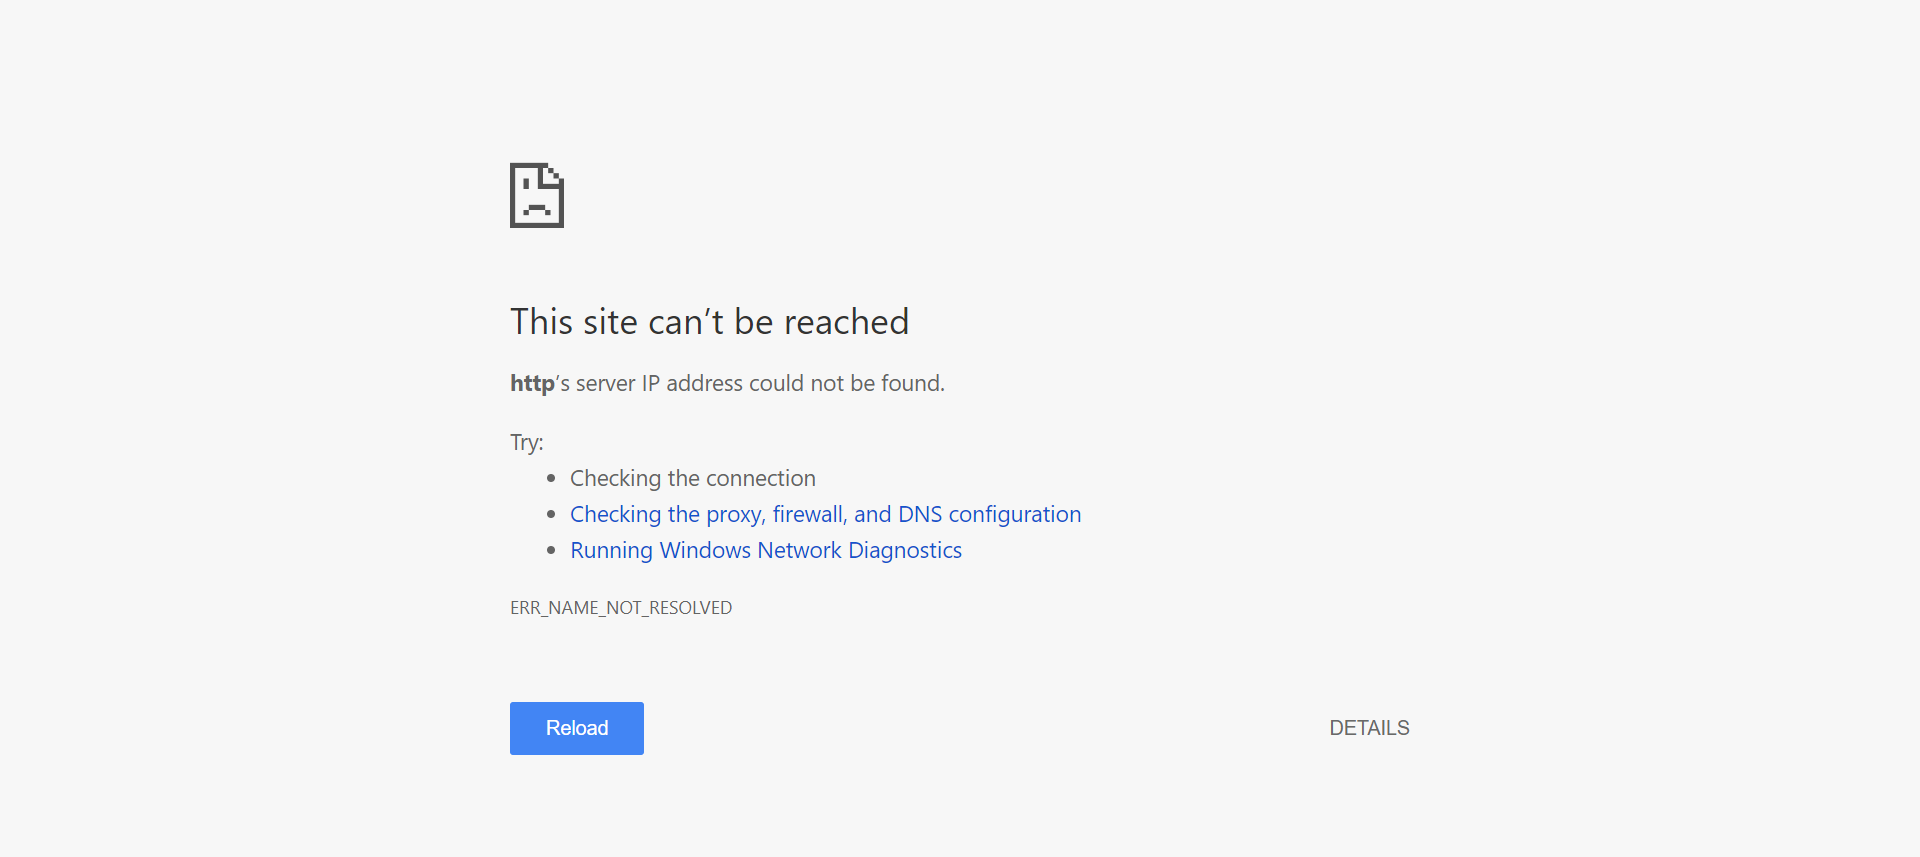 This site can’t be reached
http’s server IP address could not be found.
Try:
Checking the connection
Checking the proxy, firewall, and DNS configuration
Running Windows Network Diagnostics
ERR_NAME_NOT_RESOLVED
Reload
DETAILS